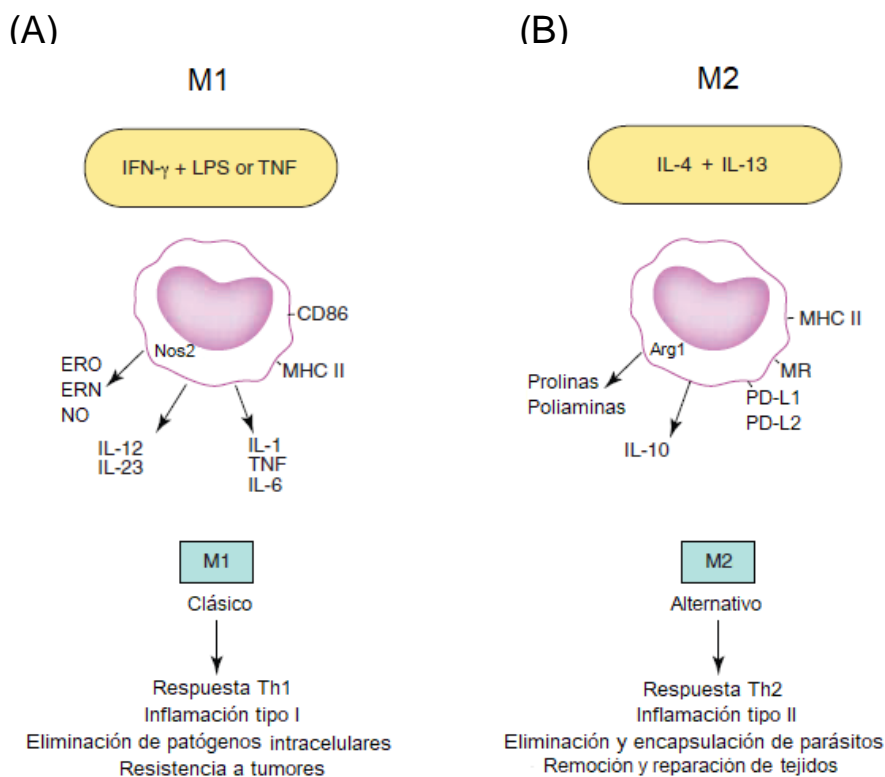 (A)
M1
IFN-γ + LPS or TNF
CD86
Nos2
MHC II
ERO
ERN
NO
IL-12
IL-23
IL-1
TNF
IL-6
M1
Clásico
Respuesta Th1
Inflamación tipo I
Eliminación de patógenos intracelulares
Resistencia a tumores
(B)
M2
IL-4 + IL-13
MHC II
Arg1
MR
Prolinas
Poliaminas
PD-L1
PD-L2
IL-10
M2
Alternativo
Respuesta Th2
Inflamación tipo II
Eliminación y encapsulación de parásitos
Remoción y reparación de tejidos